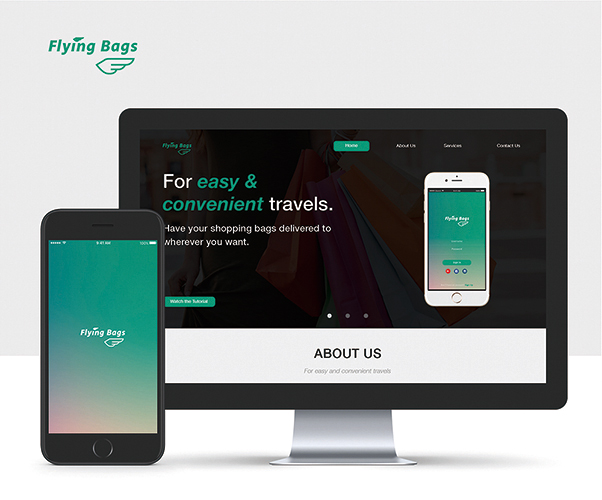 Flying Bags
Flying Bags
Home
About Us
Services
Contact Us
For easy &
convenient travels.
Have your shopping bags delivered to
wherever you want.
Watch the Tutorial
Flying Bags
Sign In
9:41 AM
Flying Bags
ABOUT US
For easy and convenient travels